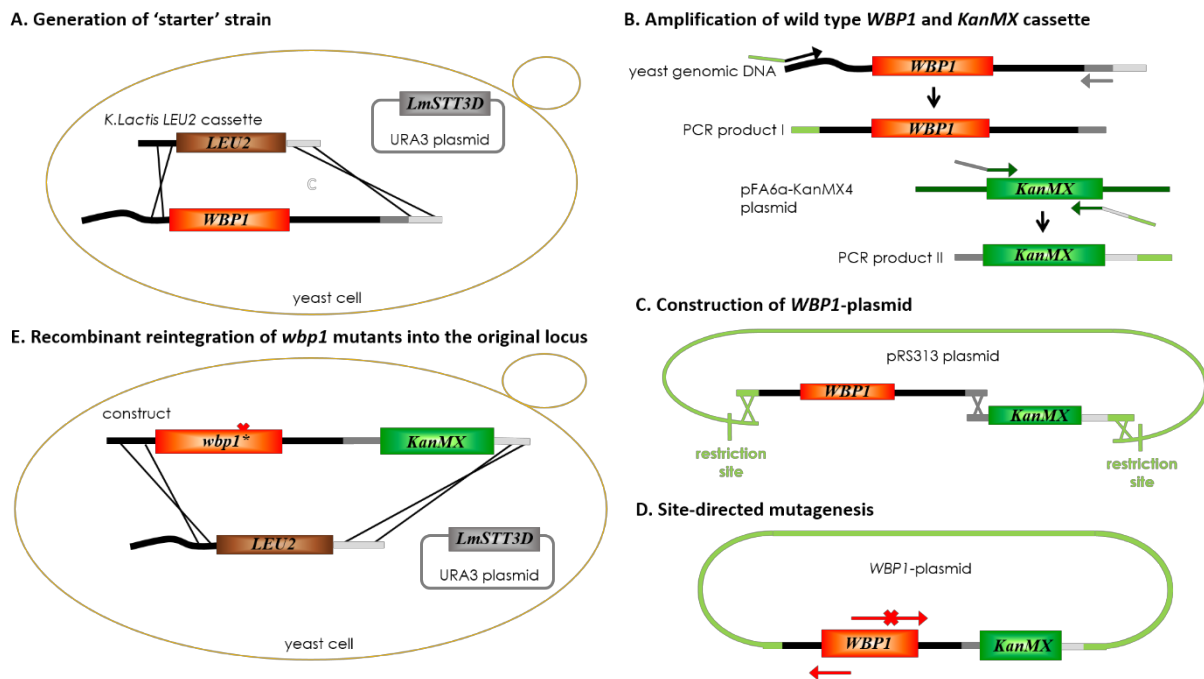 A. Generation of ‘starter’ strain
K.Lactis LEU2 cassette
LEU2
LmSTT3D
URA3 plasmid
C
WBP1
yeast cell
E. Recombinant reintegration of wbp1 mutants into the original locus
construct
wbp1*
KanMX
LEU2
LmSTT3D
URA3 plasmid
yeast cell
B. Amplification of wild type WBP1 and KanMX cassette
yeast genomic DNA
WBP1
PCR product I
WBP1
pFA6a-KanMX4
plasmid
KanMX
PCR product II
KanMX
C. Construction of WBP1-plasmid
pRS313 plasmid
WBP1
KanMX
restriction
site
restriction
site
D. Site-directed mutagenesis
WBP1-plasmid
WBP1
KanMX